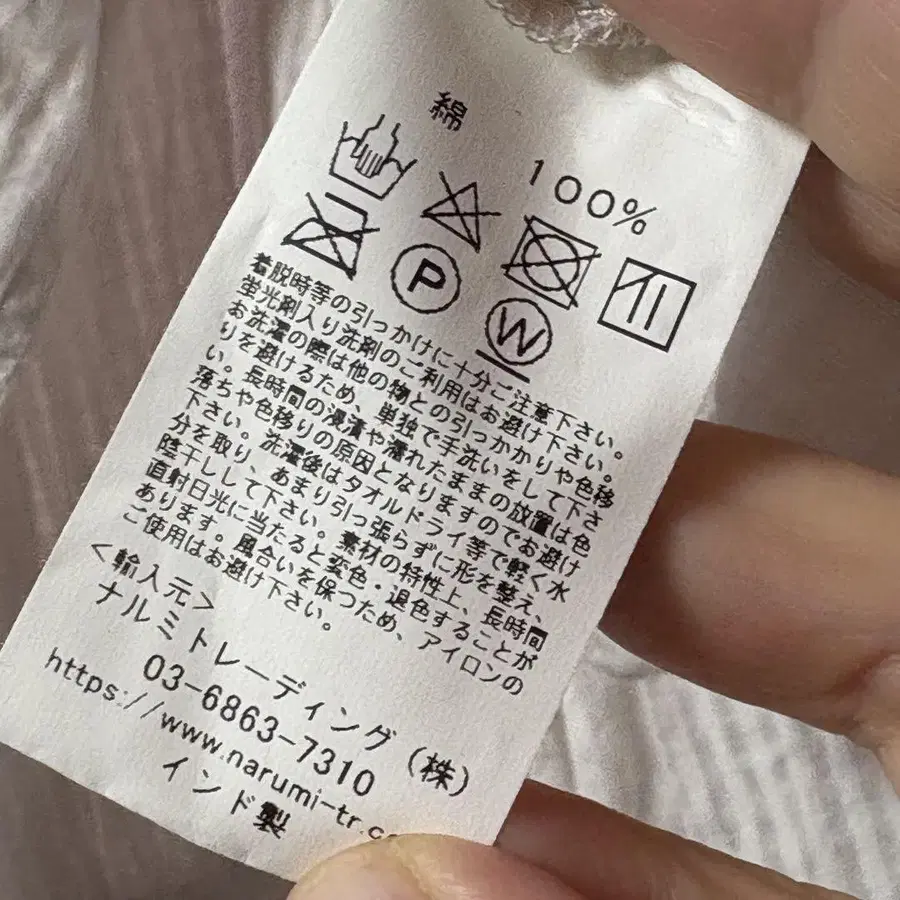 綿 100%
P
W
着脱時等の引っかけに十分ご注意下さい。
蛍光剤入り洗剤のご利用はお避け下さい。
お洗濯の際は他の物との引っかかりや色移
りを避けるため、単独で手洗いをして下さ
い。長時間の浸漬や濡れたままの放置は色
落ちや色移りの原因となりますのでお避け
下さい。洗濯後はタオルドライ等で軽く水
分を取り、あまり引っ張らずに形を整え、
陰干しして下さい。素材の特性上、長時間
直射日光に当たると変色・退色することが
あります。風合いを保つため、アイロンの
ご使用はお避け下さい。
<輸入元>
ナルミトレーディング(株)
03-6863-7310
https://www.narumi-tr.c
インド製